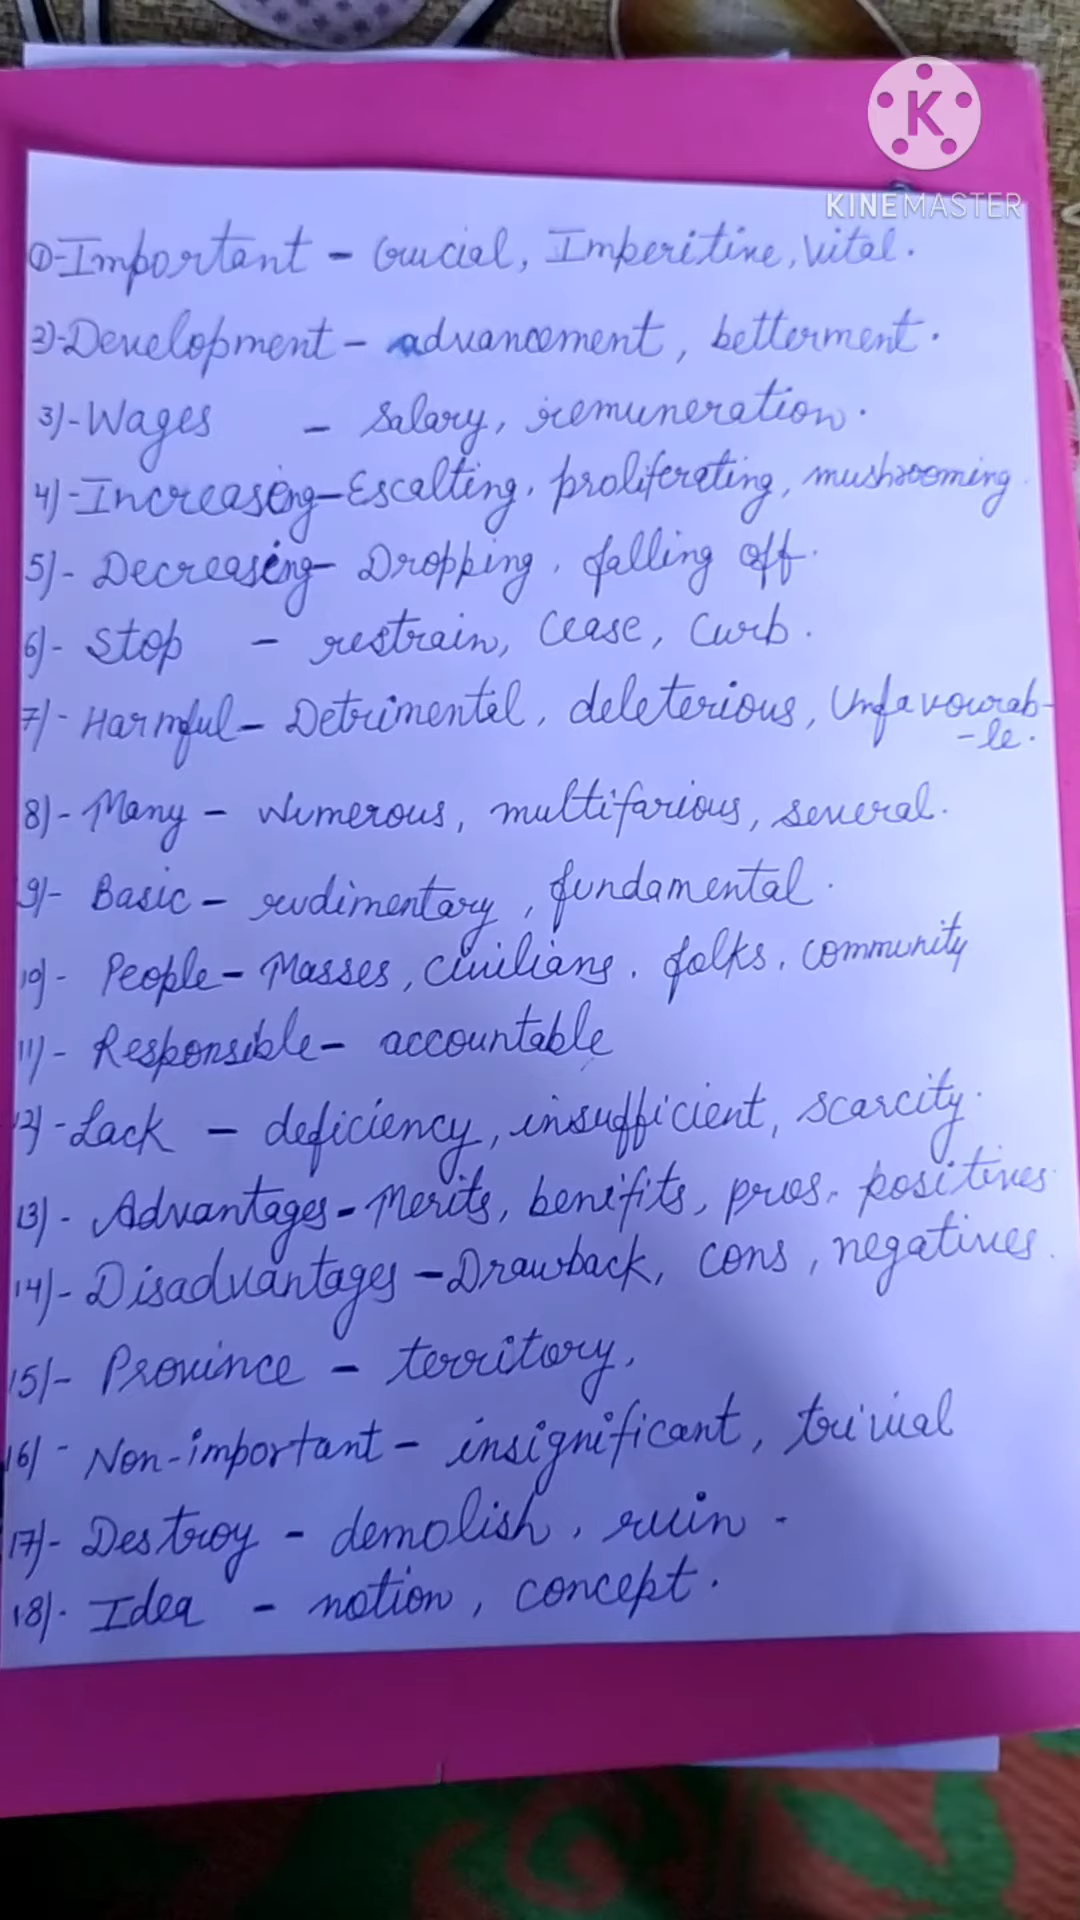 K
KINEMASTER
1)-Important - Crucial, Imperitive, Vital.
2)-Development - advancement, betterment.
3)-Wages - Salary, remuneration.
4)-Increasing-Escalting, proliferating, mushrooming.
5)- Decreasing- Dropping, falling off.
6)- Stop - restrain, Cease, Curb.
7)- Harmful- Detrimental, deleterious, Unfavourab-
-le.
8)- Many - Numerous, multifarious, several.
9)- Basic - rudimentary, fundamental.
10)- People- Masses, civilians, folks, community
11)- Responsible- accountable
12)-Lack - deficiency, insufficient, scarcity.
13)- Advantages-Merits, benifits, pros, positives
14)- Disadvantages -Drawback, cons, negatives.
15)- Province - territory,
16)- Non-important - insignificant, trivial
17)- Destroy - demolish, ruin -
18)- Idea - notion, concept.